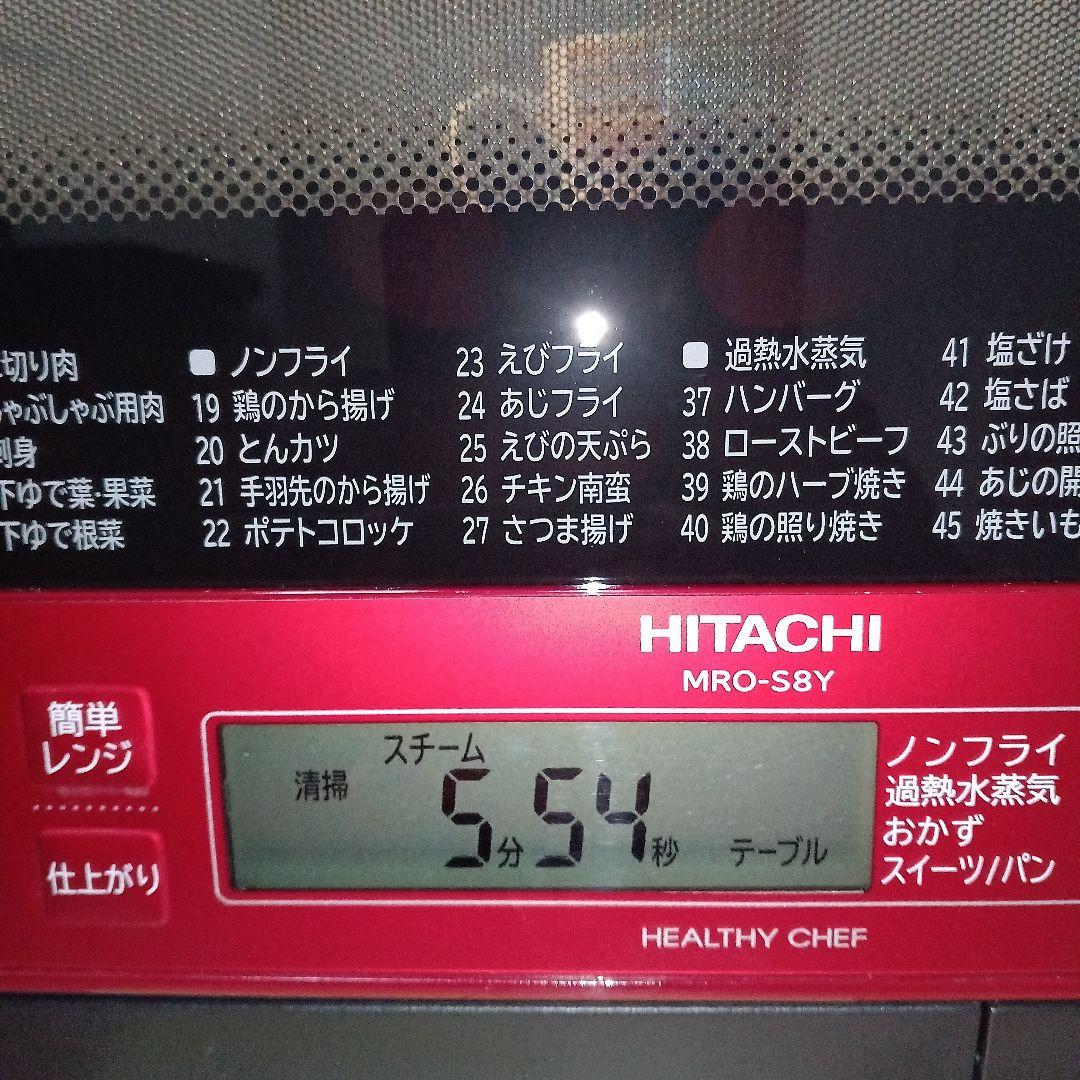 切り肉
ゃぶしゃぶ用肉
刺身
下ゆで葉・果菜
下ゆで根菜
ノンフライ
19 鶏のから揚げ
20 とんカツ
21 手羽先のから揚げ
22 ポテトコロッケ
23 えびフライ
24 あじフライ
25 えびの天ぷら
26 チキン南蛮
27 さつま揚げ
過熱水蒸気
37 ハンバーグ
38 ローストビーフ
39 鶏のハーブ焼き
40 鶏の照り焼き
41 塩ざけ
42 塩さば
43 ぶりの照
44 あじの開
45 焼きいも
HITACHI
MRO-S8Y
簡単
レンジ
仕上がり
スチーム
清掃
5分54秒
テーブル
ノンフライ
過熱水蒸気
おかず
スイーツ/パン
HEALTHY CHEF